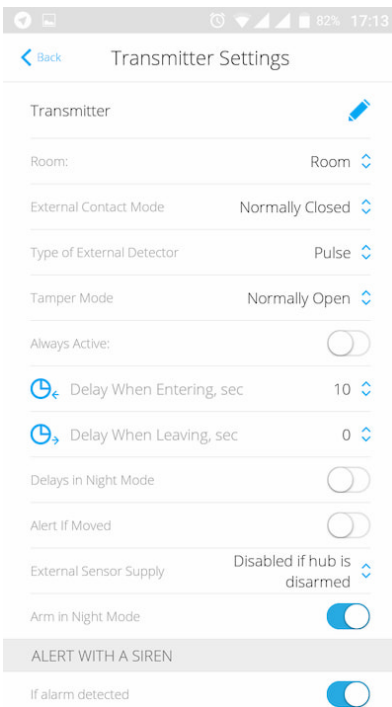 82% 17:13
Back Transmitter Settings
Transmitter
Room: Room
External Contact Mode Normally Closed
Type of External Detector Pulse
Tamper Mode Normally Open
Always Active:
Delay When Entering, sec 10
Delay When Leaving, sec 0
Delays in Night Mode
Alert If Moved
External Sensor Supply Disabled if hub is
disarmed
Arm in Night Mode
ALERT WITH A SIREN
If alarm detected